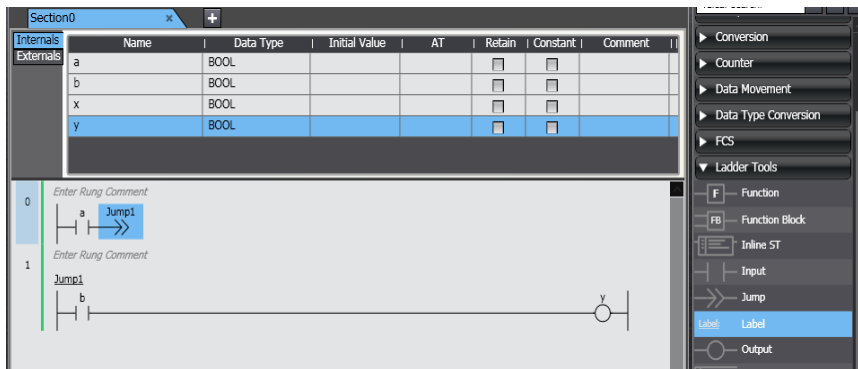 Section0 × +
Internals
Externals
Name Data Type Initial Value AT Retain Constant Comment
a BOOL
b BOOL
x BOOL
y BOOL
0
Enter Rung Comment
a Jump1
1
Enter Rung Comment
Jump1
b y
Conversion
Counter
Data Movement
Data Type Conversion
FCS
Ladder Tools
F Function
FB Function Block
Inline ST
Input
Jump
Label: Label
Output